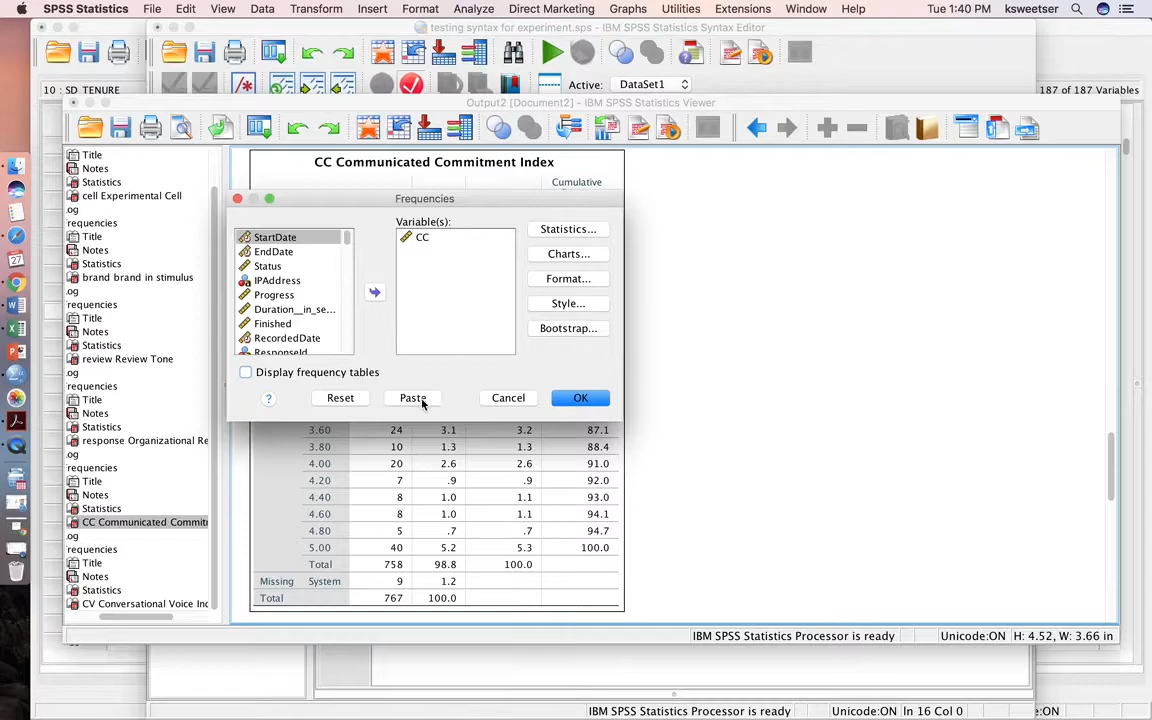 SPSS Statistics File Edit View Data Transform Insert Format Analyze Direct Marketing Graphs Utilities Extensions Window Help Tue 1:40 PM ksweetser
testing syntax for experiment.sps - IBM SPSS Statistics Syntax Editor
Active: DataSet1
10 : SD TENURE
187 of 187 Variables
Output2 [Document2] - IBM SPSS Statistics Viewer
Title
Notes
Statistics
cell Experimental Cell
og
requencies
Title
Notes
Statistics
brand brand in stimulus
og
requencies
Title
Notes
Statistics
review Review Tone
og
requencies
Title
Notes
Statistics
response Organizational Re
og
requencies
Title
Notes
Statistics
CC Communicated Commitm
og
requencies
Title
Notes
Statistics
CV Conversational Voice Ind
CC Communicated Commitment Index
Cumulative
Frequencies
StartDate
EndDate
Status
IPAddress
Progress
Duration__in_se...
Finished
RecordedDate
ResponseId
Variable(s):
CC
Statistics...
Charts...
Format...
Style...
Bootstrap...
Display frequency tables
? Reset Paste Cancel OK
3.60 24 3.1 3.2 87.1
3.80 10 1.3 1.3 88.4
4.00 20 2.6 2.6 91.0
4.20 7 .9 .9 92.0
4.40 8 1.0 1.1 93.0
4.60 8 1.0 1.1 94.1
4.80 5 .7 .7 94.7
5.00 40 5.2 5.3 100.0
Total 758 98.8 100.0
Missing System 9 1.2
Total 767 100.0
IBM SPSS Statistics Processor is ready Unicode:ON H: 4.52, W: 3.66 in
IBM SPSS Statistics Processor is ready Unicode:ON In 16 Col 0 e:ON